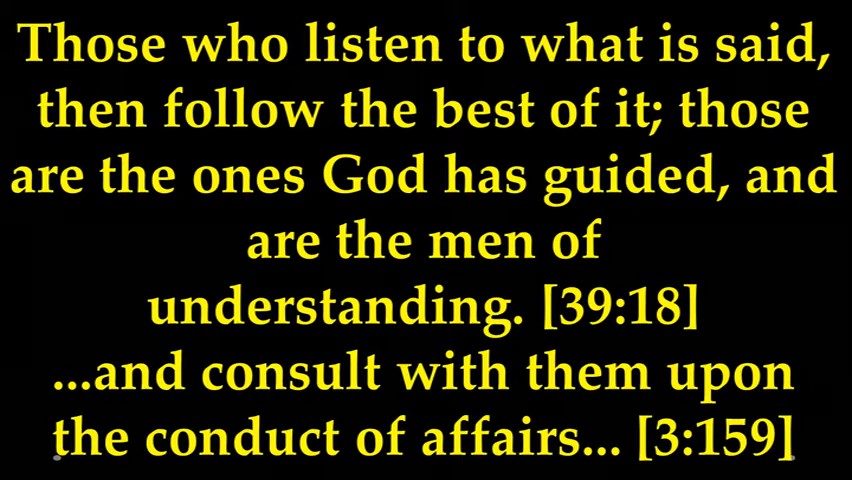 Those who listen to what is said,
then follow the best of it; those
are the ones God has guided, and
are the men of
understanding. [39:18]
...and consult with them upon
the conduct of affairs... [3:159]